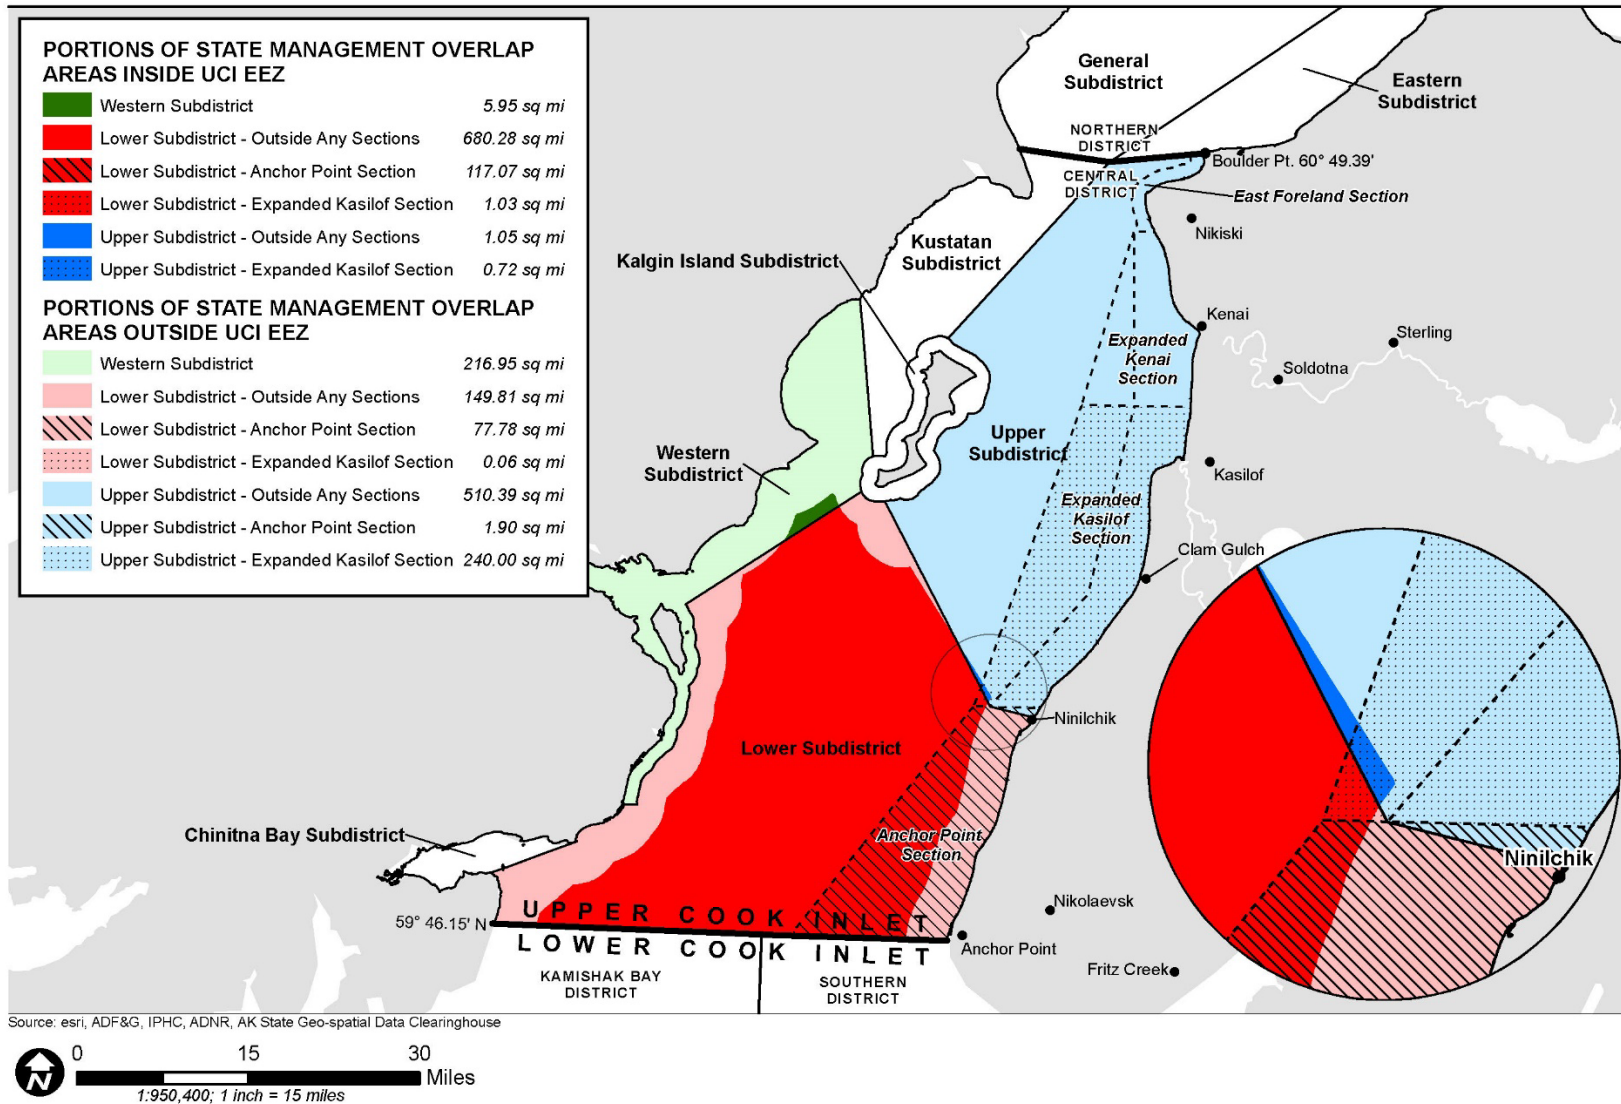 PORTIONS OF STATE MANAGEMENT OVERLAP
AREAS INSIDE UCI EEZ
Western Subdistrict 5.95 sq mi
Lower Subdistrict - Outside Any Sections 680.28 sq mi
Lower Subdistrict - Anchor Point Section 117.07 sq mi
Lower Subdistrict - Expanded Kasilof Section 1.03 sq mi
Upper Subdistrict - Outside Any Sections 1.05 sq mi
Upper Subdistrict - Expanded Kasilof Section 0.72 sq mi
PORTIONS OF STATE MANAGEMENT OVERLAP
AREAS OUTSIDE UCI EEZ
Western Subdistrict 216.95 sq mi
Lower Subdistrict - Outside Any Sections 149.81 sq mi
Lower Subdistrict - Anchor Point Section 77.78 sq mi
Lower Subdistrict - Expanded Kasilof Section 0.06 sq mi
Upper Subdistrict - Outside Any Sections 510.39 sq mi
Upper Subdistrict - Anchor Point Section 1.90 sq mi
Upper Subdistrict - Expanded Kasilof Section 240.00 sq mi
General
Subdistrict
Eastern
Subdistrict
NORTHERN
DISTRICT
CENTRAL
DISTRICT
Boulder Pt. 60° 49.39'
East Foreland Section
Nikiski
Kustatan
Subdistrict
Kalgin Island Subdistrict
Kenai
Sterling
Expanded
Kenai
Section
Soldotna
Upper
Subdistrict
Western
Subdistrict
Kasilof
Expanded
Kasilof
Section
Clam Gulch
Ninilchik
Lower Subdistrict
Chinitna Bay Subdistrict
Anchor Point
Section
Ninilchik
Nikolaevsk
59° 46.15' N
UPPER COOK INLET
LOWER COOK INLET
Anchor Point
KAMISHAK BAY
DISTRICT
SOUTHERN
DISTRICT
Fritz Creek
Source: esri, ADF&G, IPHC, ADNR, AK State Geo-spatial Data Clearinghouse
N
0 15 30
Miles
1:950,400; 1 inch = 15 miles